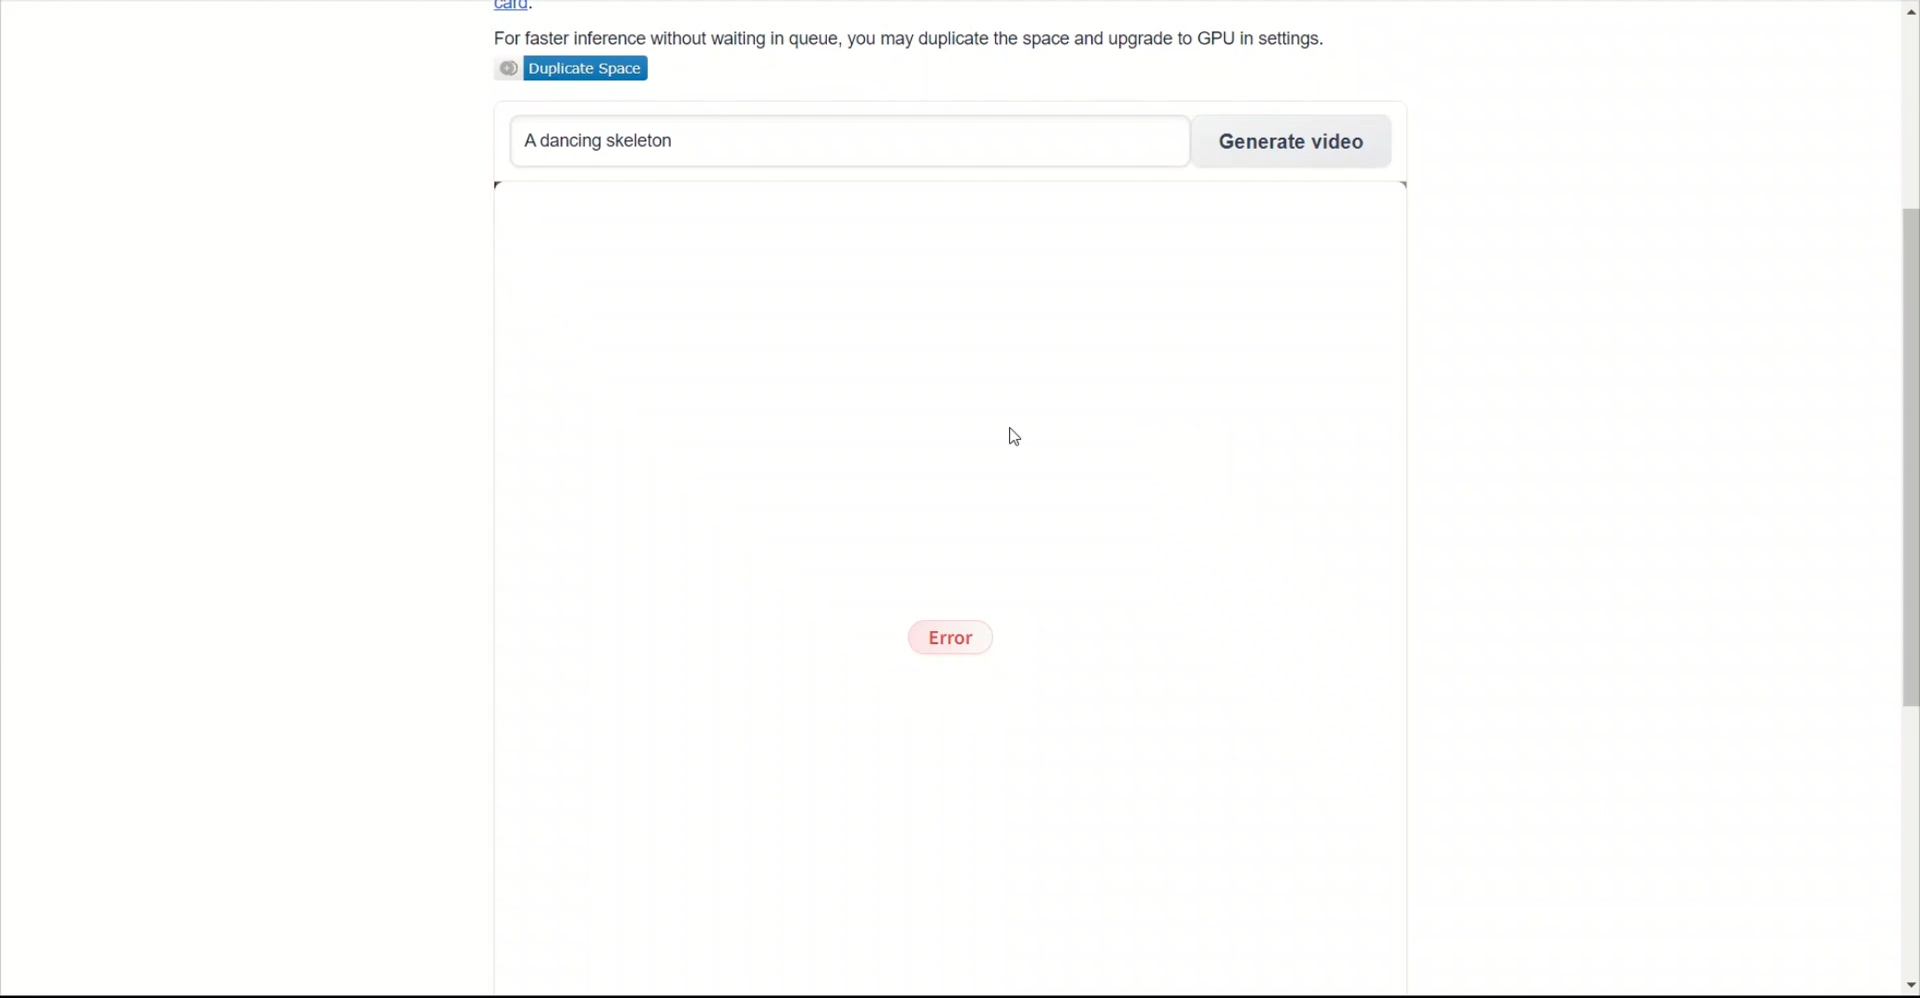 card.
For faster inference without waiting in queue, you may duplicate the space and upgrade to GPU in settings.
Duplicate Space
A dancing skeleton
Generate video
Error